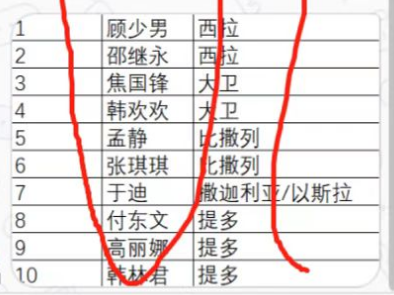 1 顾少男 西拉
2 邵继永 西拉
3 焦国锋 大卫
4 韩欢欢 大卫
5 孟静 比撒列
6 张琪琪 比撒列
7 于迪 撒迦利亚/以斯拉
8 付东文 提多
9 高丽娜 提多
10 韩林君 提多